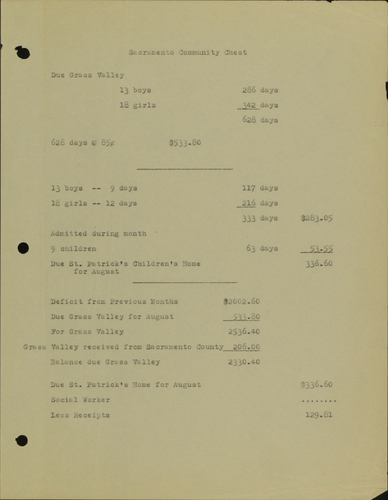 Sacramento Community Chest
Due Grass Valley
13 boys 286 days
18 girls 342 days
628 days
628 days @ 85¢ $533.80
13 boys -- 9 days 117 days
18 girls -- 12 days 216 days
333 days $283.05
Admitted during month
9 children 63 days 53.55
Due St. Patrick's Children's Home 336.60
for August
Deficit from Previous Months $2002.60
Due Grass Valley for August 533.80
For Grass Valley 2536.40
Grass Valley received from Sacramento County 206.00
Balance due Grass Valley 2330.40
Due St. Patrick's Home for August $336.60
Social Worker ........
Less Receipts 129.81